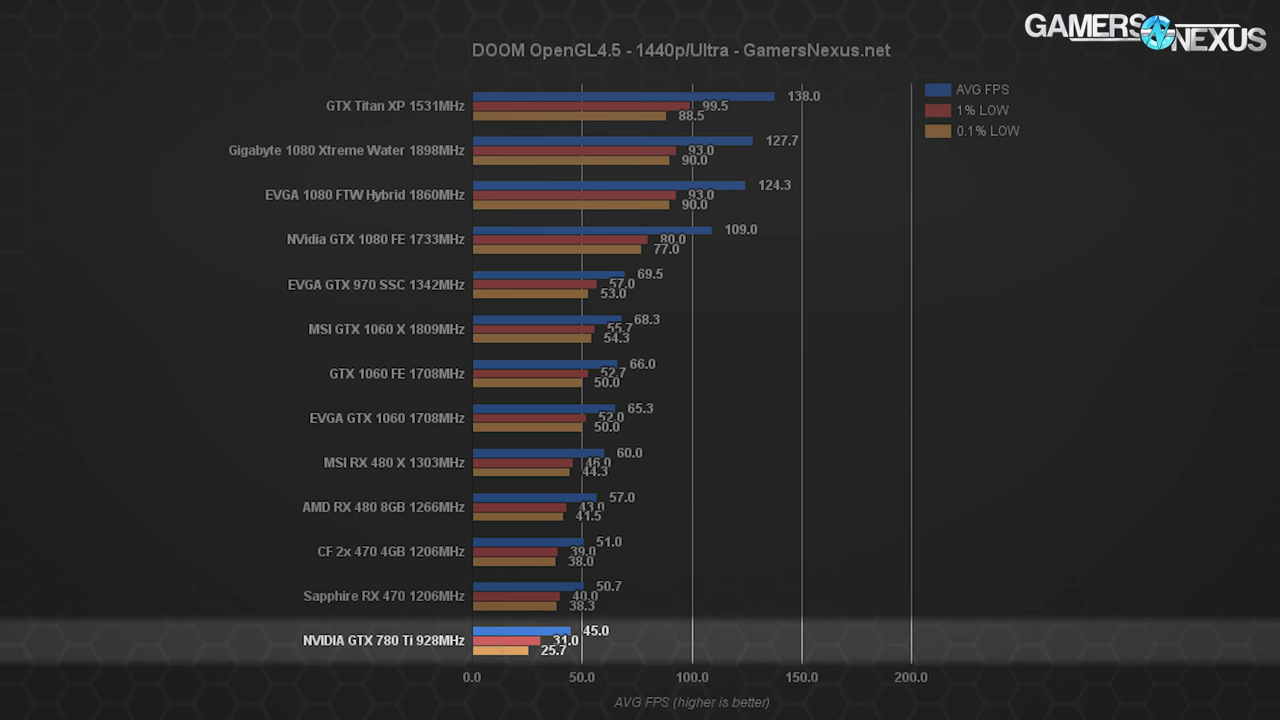 GAMERS NEXUS
DOOM OpenGL4.5 - 1440p/Ultra - GamersNexus.net
AVG FPS
1% LOW
0.1% LOW
GTX Titan XP 1531MHz
138.0
99.5
88.5
Gigabyte 1080 Xtreme Water 1898MHz
127.7
93.0
90.0
EVGA 1080 FTW Hybrid 1860MHz
124.3
93.0
90.0
NVidia GTX 1080 FE 1733MHz
109.0
80.0
77.0
EVGA GTX 970 SSC 1342MHz
69.5
57.0
53.0
MSI GTX 1060 X 1809MHz
68.3
55.7
54.3
GTX 1060 FE 1708MHz
66.0
52.7
50.0
EVGA GTX 1060 1708MHz
65.3
52.0
50.0
MSI RX 480 X 1303MHz
60.0
46.0
44.3
AMD RX 480 8GB 1266MHz
57.0
43.0
41.5
CF 2x 470 4GB 1206MHz
51.0
39.0
38.0
Sapphire RX 470 1206MHz
50.7
40.0
38.3
NVIDIA GTX 780 Ti 928MHz
45.0
31.0
25.7
0.0 50.0 100.0 150.0 200.0
AVG FPS (higher is better)